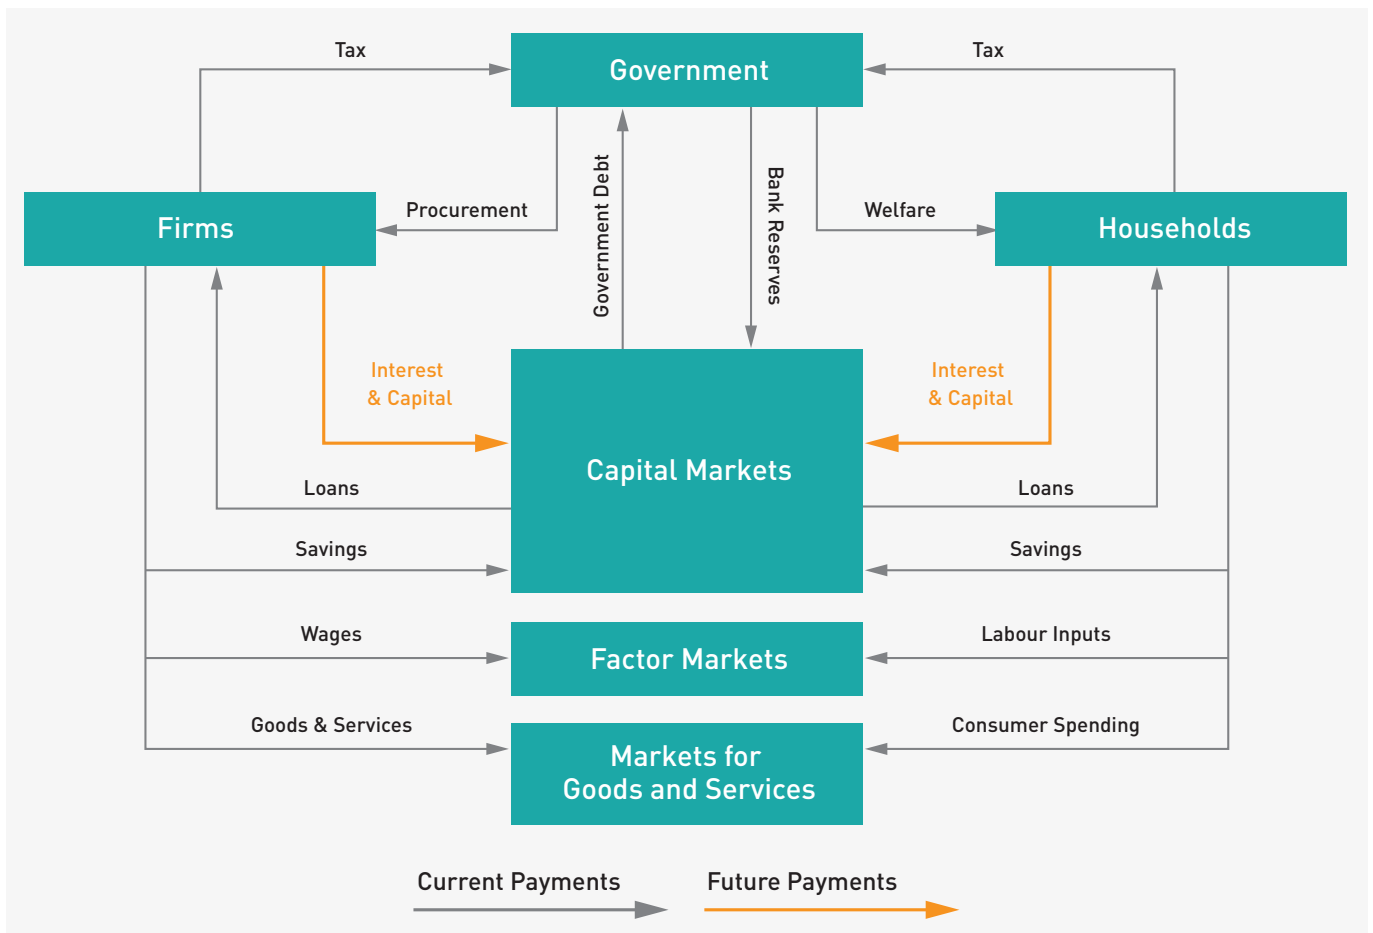 Tax
Government
Tax
Firms
Procurement
Government Debt
Bank Reserves
Welfare
Households
Interest
& Capital
Interest
& Capital
Capital Markets
Loans
Loans
Savings
Savings
Wages
Factor Markets
Labour Inputs
Goods & Services
Markets for
Goods and Services
Consumer Spending
Current Payments
Future Payments